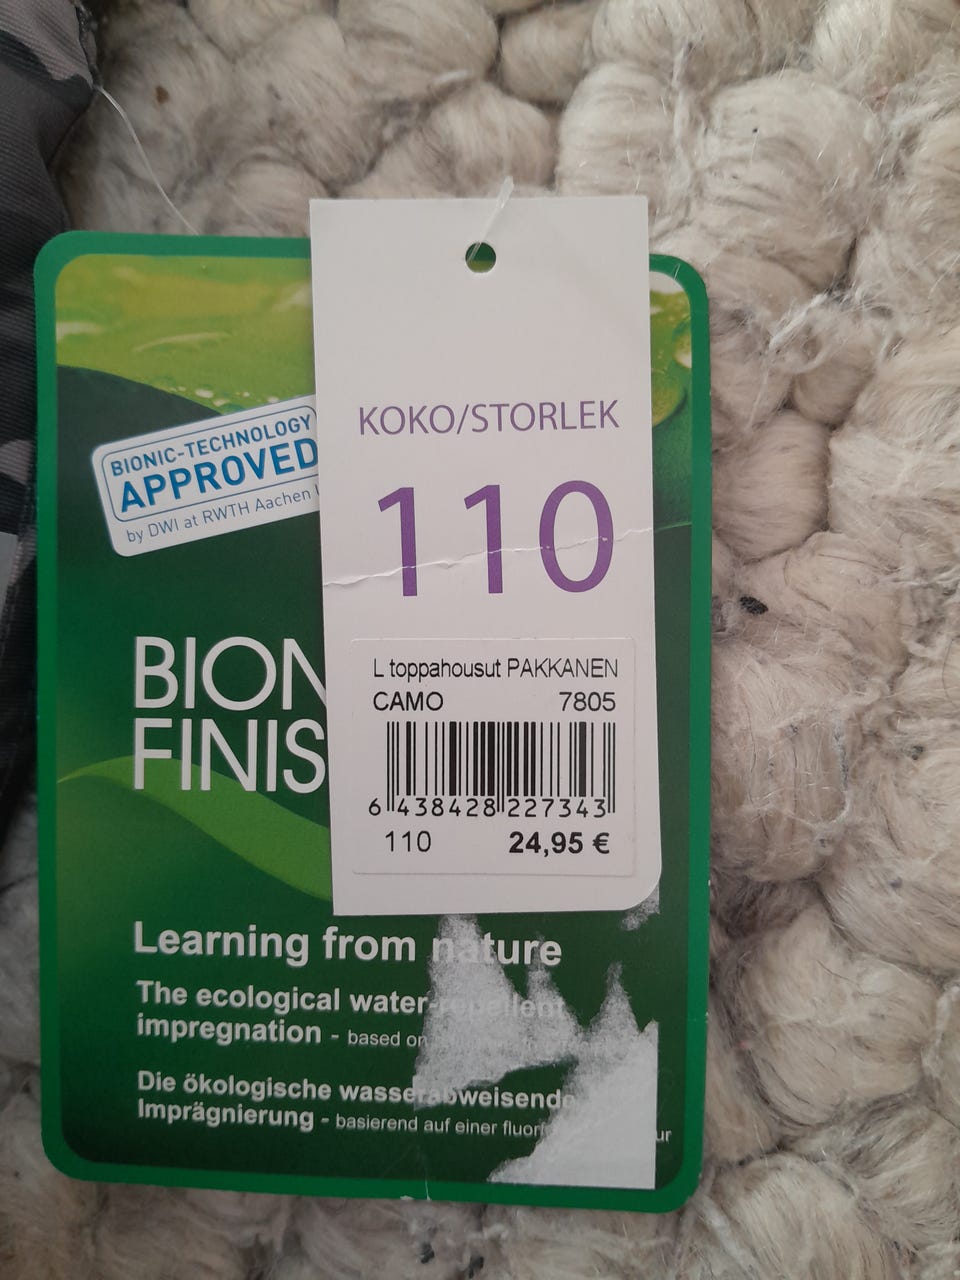 KOKO/STORLEK
110
L toppahousut PAKKANEN
CAMO 7805
6 438428 227343
110 24,95 €
BIONIC-TECHNOLOGY
APPROVED
by DWI at RWTH Aachen
BION
FINIS
Learning from nature
The ecological water-repellent
impregnation - based on
Die ökologische wasserabweisende
Imprägnierung - basierend auf einer fluor
ur